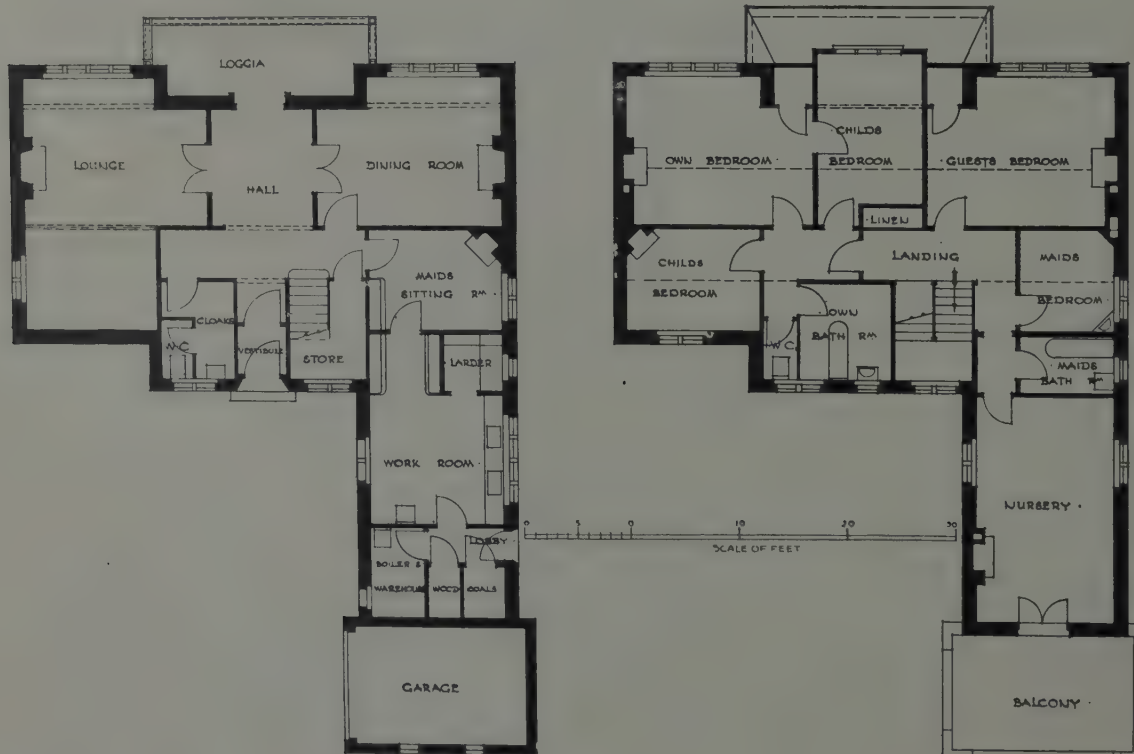 LOGGIA
LOUNGE
DINING ROOM
HALL
MAIDS
SITTING RM
CLOAKS
W.C.
VESTIBULE
STORE
LARDER
WORK ROOM
LOBBY
BOILER &
WAREHOUSE
WOOD
COALS
GARAGE
0 5 0 10 20 30
SCALE OF FEET
OWN BEDROOM
CHILDS
BEDROOM
GUESTS BEDROOM
LINEN
CHILDS
BEDROOM
LANDING
MAIDS
BEDROOM
W.C.
OWN
BATH RM
MAIDS
BATH RM
NURSERY
BALCONY